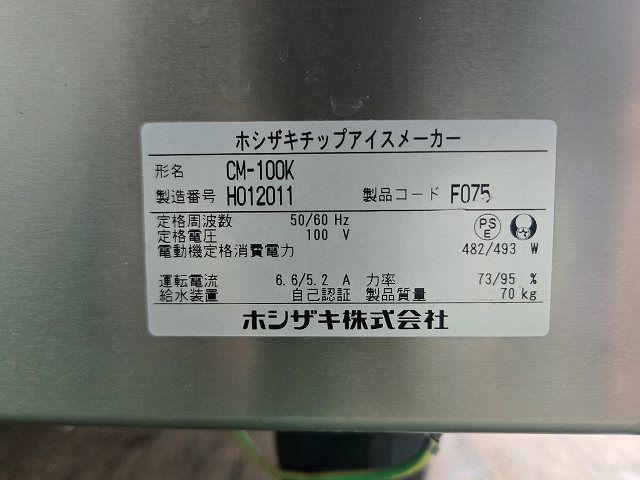 ホシザキチップアイスメーカー
形名 CM-100K
製造番号 H012011 製品コード F075
定格周波数 50/60 Hz
PS
E
定格電圧 100 V
電動機定格消費電力 482/493 W
運転電流 6.6/5.2 A 力率 73/95 %
給水装置 自己認証 製品質量 70 kg
ホシザキ株式会社